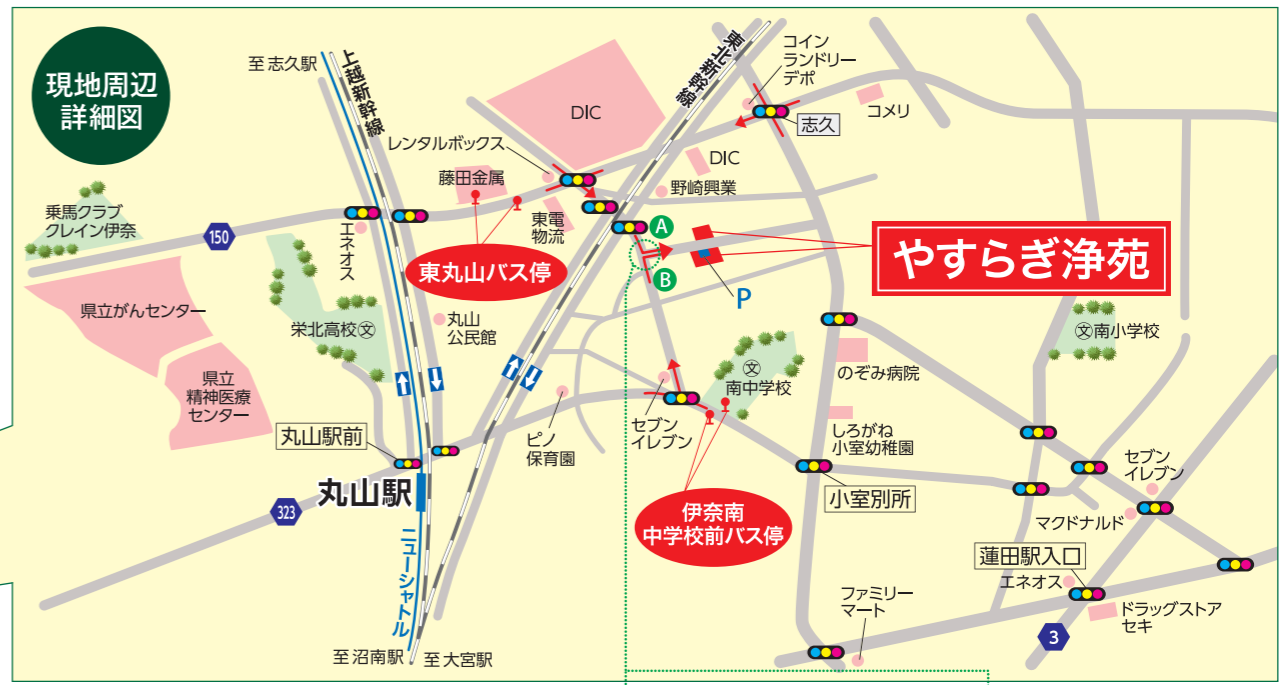 現地周辺
詳細図
至 志久駅
上越新幹線
東北新幹線
コイン
ランドリー
デポ
志久
コメリ
DIC
レンタルボックス
DIC
藤田金属
野崎興業
東電
物流
乗馬クラブ
クレイン伊奈
150
エネオス
東丸山バス停
A
B
P
やすらぎ浄苑
県立がんセンター
栄北高校
文
丸山
公民館
県立
精神医療
センター
文
南中学校
のぞみ病院
文
南小学校
丸山駅前
ピノ
保育園
セブン
イレブン
しろがね
小室幼稚園
小室別所
セブン
イレブン
丸山駅
323
伊奈南
中学校前バス停
マクドナルド
ニューシャトル
蓮田駅入口
エネオス
ドラッグストア
セキ
ファミリー
マート
3
至 沼南駅
至 大宮駅